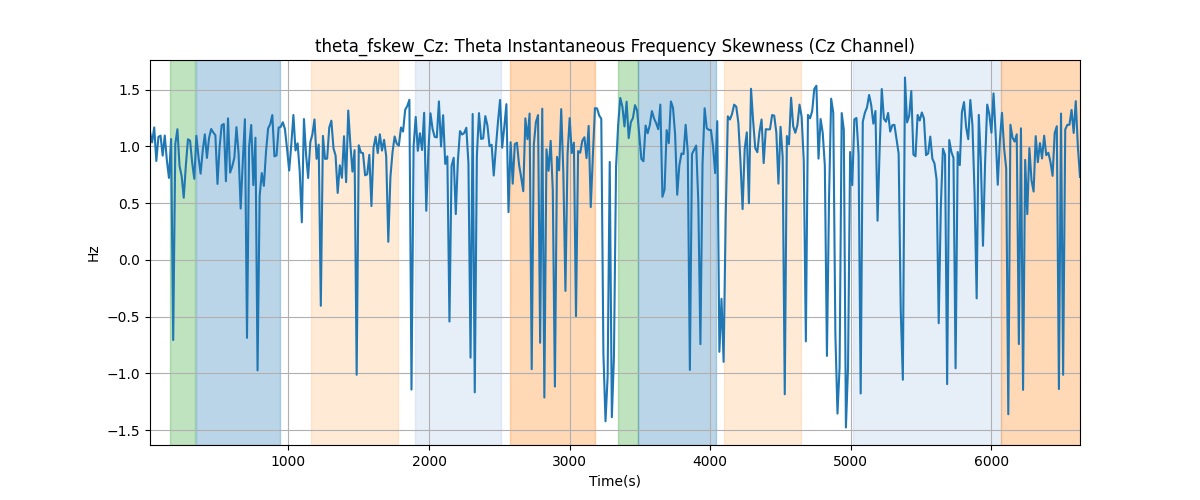 theta_fskew_Cz: Theta Instantaneous Frequency Skewness (Cz Channel)
Hz
1.5
1.0
0.5
0.0
−0.5
−1.0
−1.5
1000 2000 3000 4000 5000 6000
Time(s)